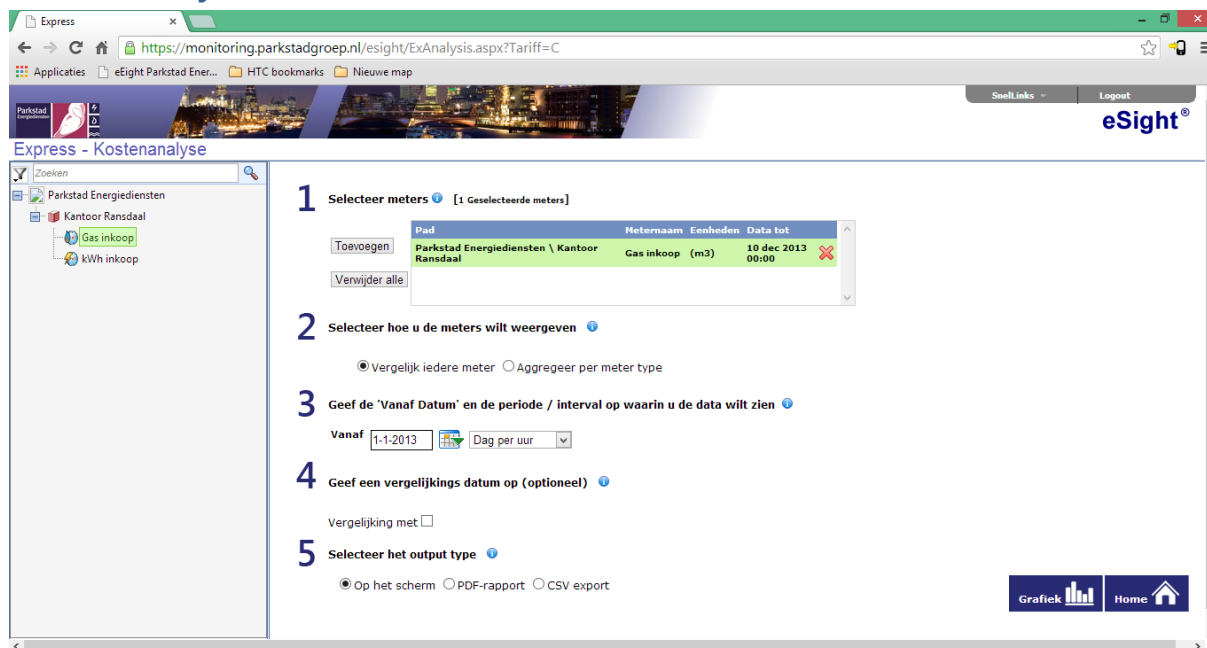 Express
https://monitoring.parkstadgroep.nl/esight/ExAnalysis.aspx?Tariff=C
Applicaties eEight Parkstad Ener... HTC bookmarks Nieuwe map
Parkstad
Energiediensten
SnelLinks Logout
eSight®
Express - Kostenanalyse
Zoeken
Parkstad Energiediensten
Kantoor Ransdaal
Gas inkoop
kWh inkoop
1 Selecteer meters [1 Geselecteerde meters]
Toevoegen
Verwijder alle
Pad Meternaam Eenheden Data tot
Parkstad Energiediensten \ Kantoor Ransdaal Gas inkoop (m3) 10 dec 2013 00:00
2 Selecteer hoe u de meters wilt weergeven
Vergelijk iedere meter Aggregeer per meter type
3 Geef de 'Vanaf Datum' en de periode / interval op waarin u de data wilt zien
Vanaf 1-1-2013 Dag per uur
4 Geef een vergelijkings datum op (optioneel)
Vergelijking met
5 Selecteer het output type
Op het scherm PDF-rapport CSV export
Grafiek Home